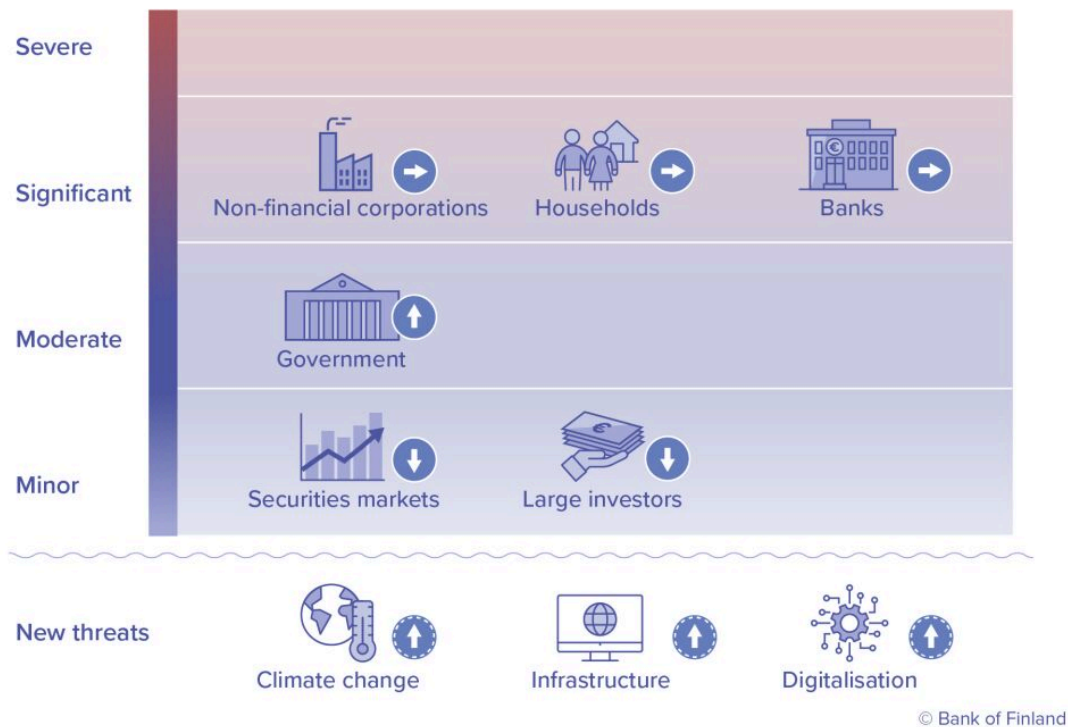 Severe
Significant
Non-financial corporations
Households
€
Banks
Moderate
Government
Minor
€
Securities markets
Large investors
New threats
Climate change
Infrastructure
Digitalisation
© Bank of Finland